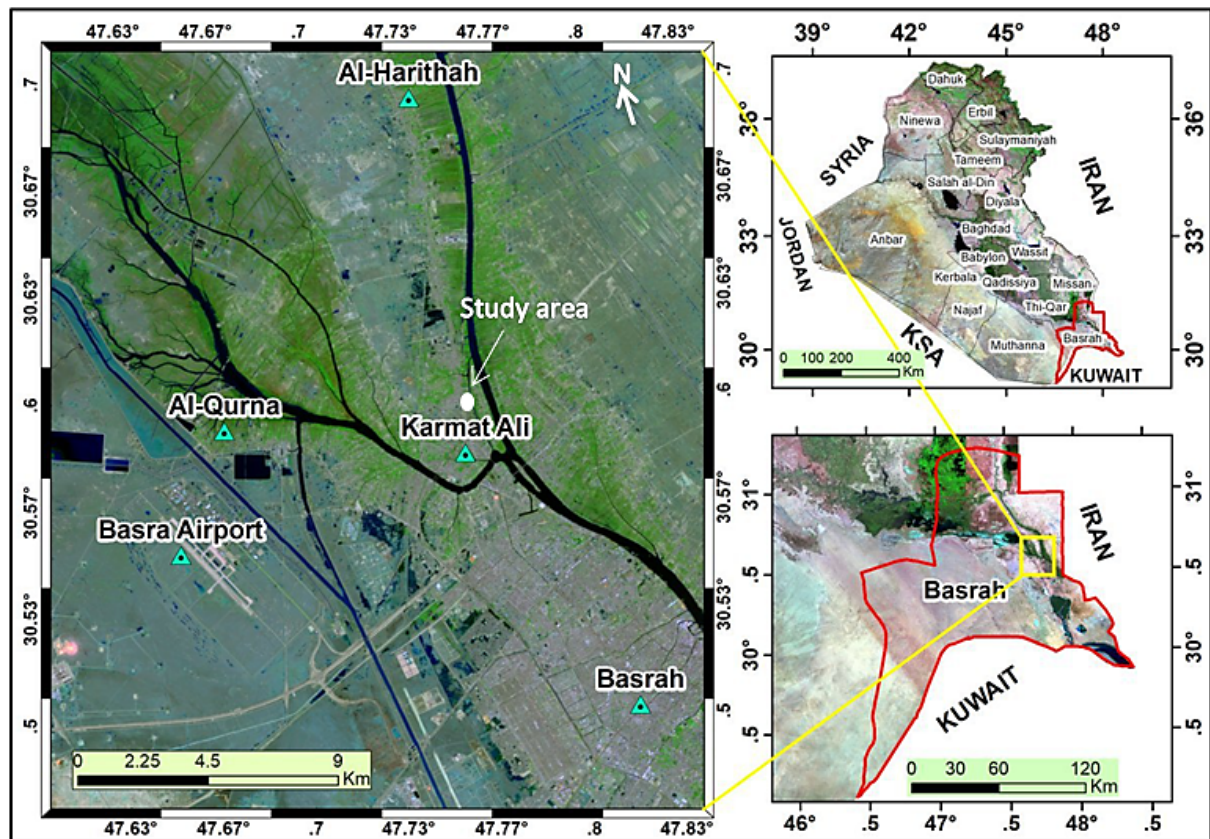 47.63° 47.67° .7 47.73° 47.77° .8 47.83°
.7
30.67°
30.63°
.6
30.57°
30.53°
.5
Al-Harithah
N
Study area
Al-Qurna
Karmat Ali
Basra Airport
Basrah
0 2.25 4.5 9
Km
.7
30.67°
30.63°
.6
30.57°
30.53°
.5
47.63° 47.67° .7 47.73° 47.77° .8 47.83°
39° 42° 45° 48°
36°
33°
30°
Dahuk
Erbil
Ninewa
Sulaymaniyah
Tameem
SYRIA
IRAN
Salah al-Din
Diyala
JORDAN
Baghdad
Anbar
Wassit
Babylon
Kerbala
Qadissiya
Missan
Najaf
Thi-Qar
KSA
Muthanna
Basrah
0 100 200 400
Km
KUWAIT
36°
33°
30°
31°
.5
30°
.5
IRAN
Basrah
KUWAIT
0 30 60 120
Km
31°
.5
30°
.5
46° .5 47° .5 48°